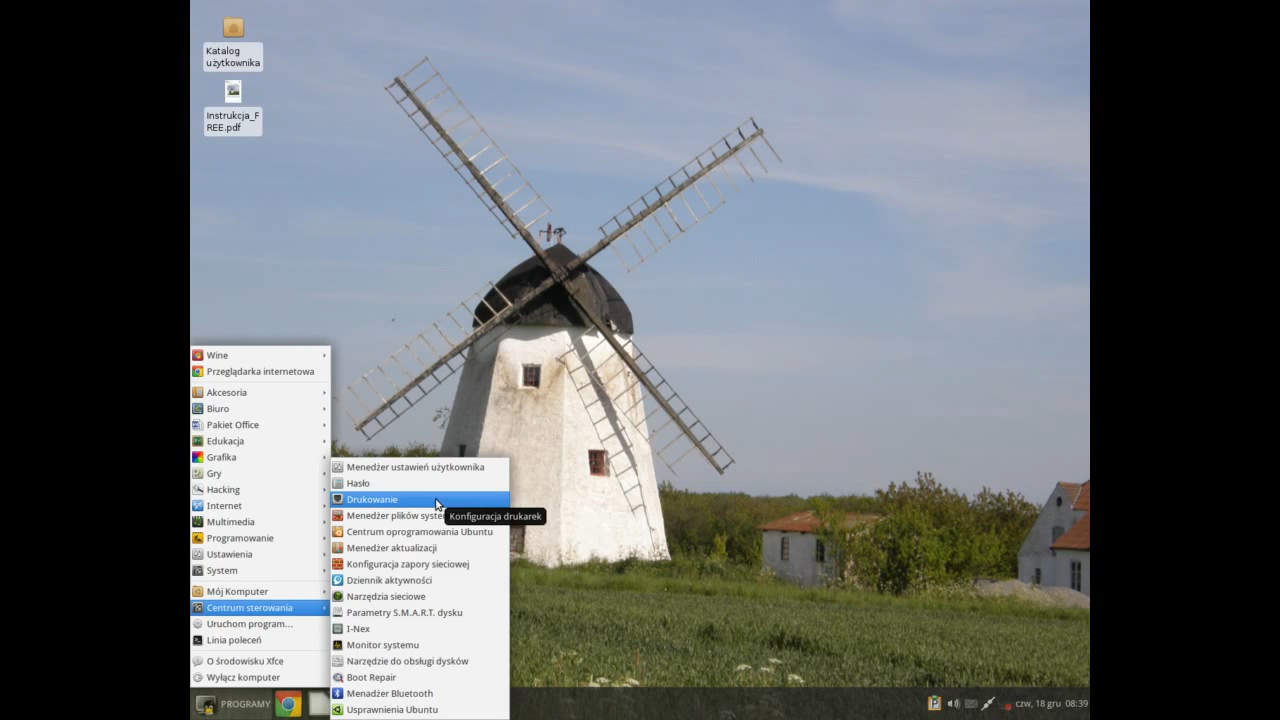 Katalog
użytkownika
Instrukcja_F
REE.pdf
Wine
Przeglądarka internetowa
Akcesoria
Biuro
Pakiet Office
Edukacja
Grafika
Gry
Hacking
Internet
Multimedia
Programowanie
Ustawienia
System
Mój Komputer
Centrum sterowania
Uruchom program...
Linia poleceń
O środowisku Xfce
Wyłącz komputer
Menedżer ustawień użytkownika
Hasło
Drukowanie
Menedżer plików
Konfiguracja drukarek
Centrum oprogramowania Ubuntu
Menedżer aktualizacji
Konfiguracja zapory sieciowej
Dziennik aktywności
Narzędzia sieciowe
Parametry S.M.A.R.T. dysku
I-Nex
Monitor systemu
Narzędzie do obsługi dysków
Boot Repair
Menadżer Bluetooth
Usprawnienia Ubuntu
PROGRAMY
czw, 18 gru 08:39